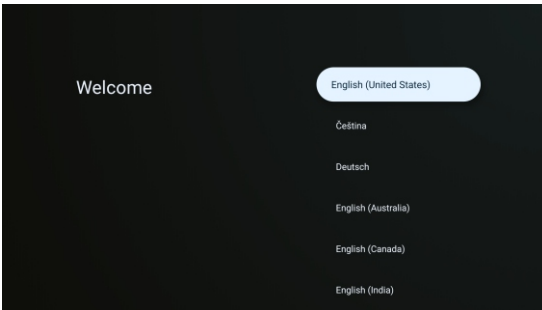 Welcome
English (United States)
Čeština
Deutsch
English (Australia)
English (Canada)
English (India)